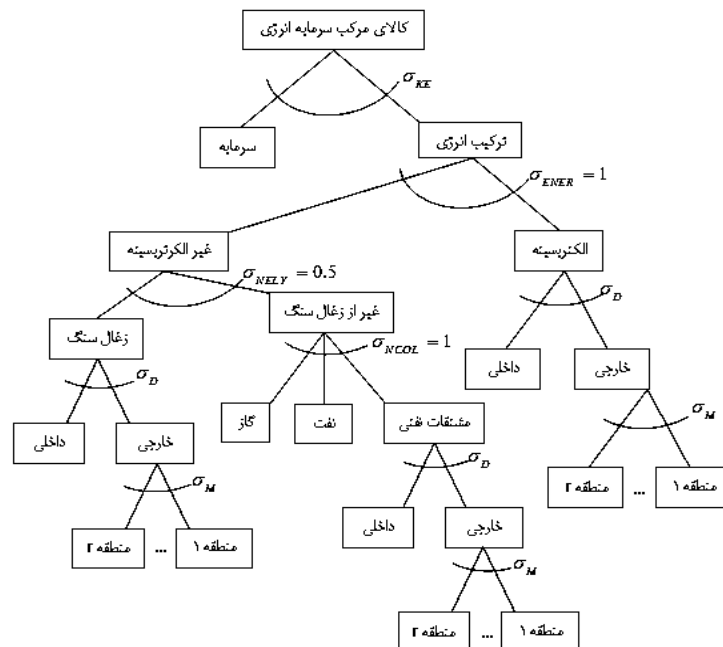 کالای مرکب سرمایه انرژی
σ_KE
سرمایه
ترکیب انرژی
σ_ENER = 1
غیر الکرتریسیته
الکتریسیته
σ_NELY = 0.5
غیر از زغال سنگ
σ_D
زغال سنگ
σ_NCOL = 1
داخلی
خارجی
σ_D
گاز
نفت
مشتقات فنی
σ_M
داخلی
خارجی
σ_D
منطقه ۲
...
منطقه ۱
σ_M
داخلی
خارجی
منطقه ۲
...
منطقه ۱
σ_M
منطقه ۲
...
منطقه ۱